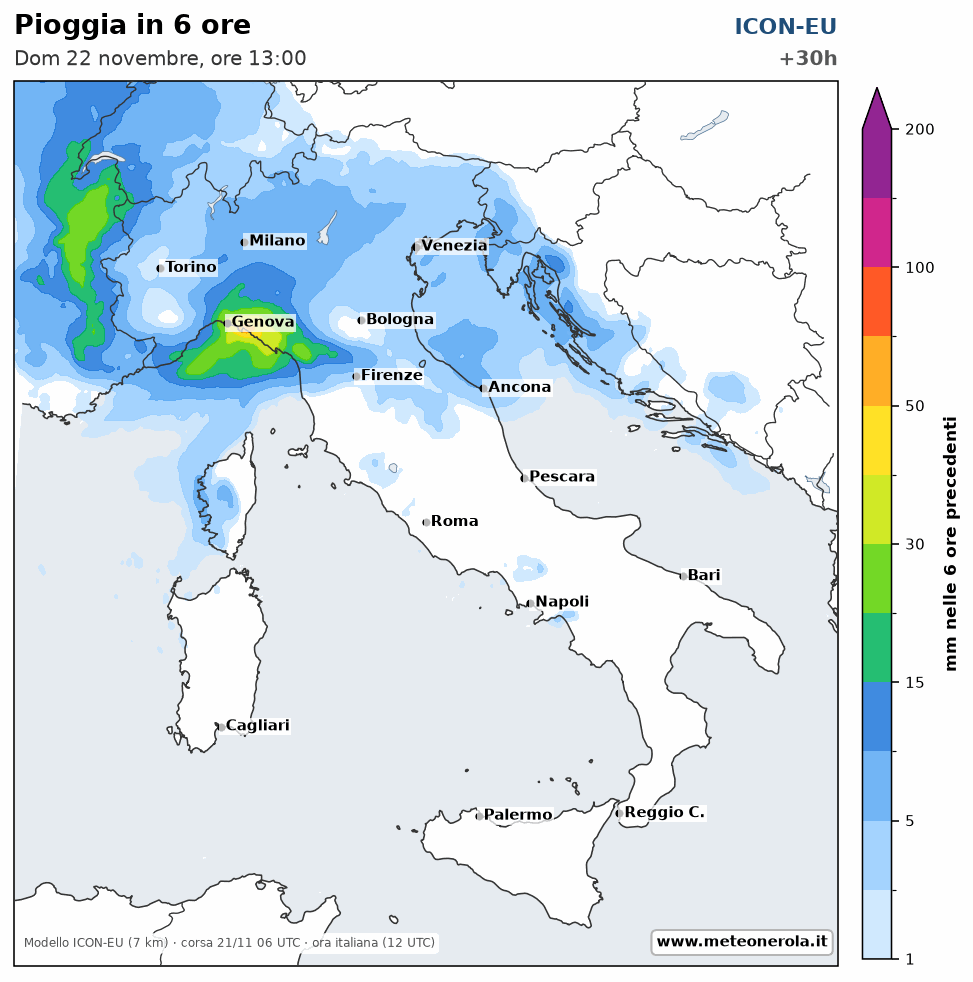 Pioggia in 6 ore
ICON-EU
Dom 22 novembre, ore 13:00
+30h
200
Milano
Venezia
Torino
100
Genova
Bologna
Firenze
Ancona
50
Pescara
Roma
30
Bari
Napoli
15
Cagliari
Palermo
Reggio C.
5
mm nelle 6 ore precedenti
Modello ICON-EU (7 km) · corsa 21/11 06 UTC · ora italiana (12 UTC)
www.meteonerola.it
1